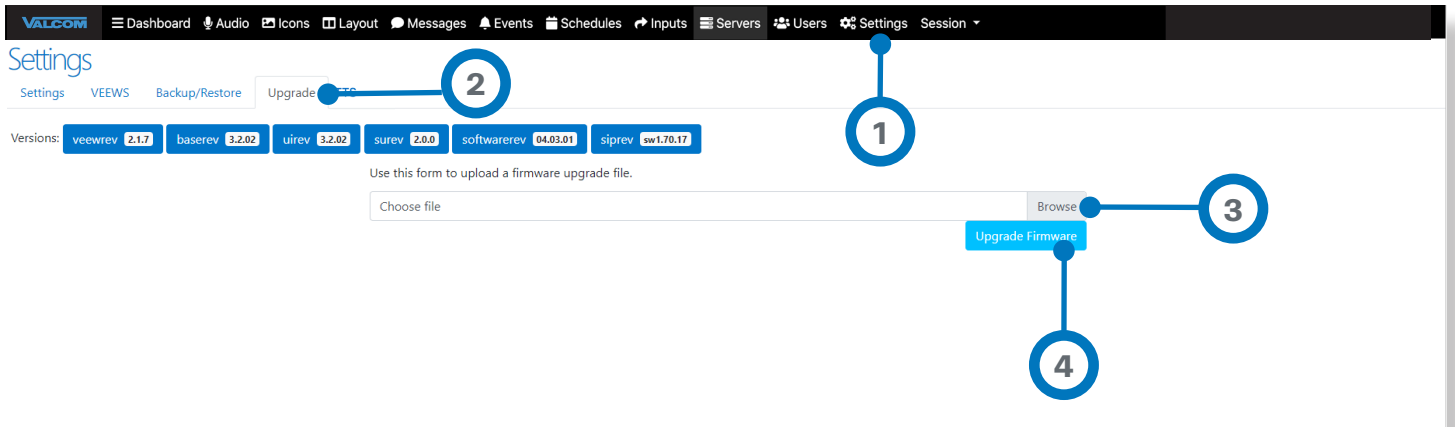 VALCOM Dashboard Audio Icons Layout Messages Events Schedules Inputs Servers Users Settings Session
Settings
2
Settings VEEWS Backup/Restore Upgrade TTS
1
Versions: veewrev 2.1.7 baserev 3.2.02 uirev 3.2.02 surev 2.0.0 softwarerev 04.03.01 siprev sw1.70.17
Use this form to upload a firmware upgrade file.
Choose file Browse
3
Upgrade Firmware
4